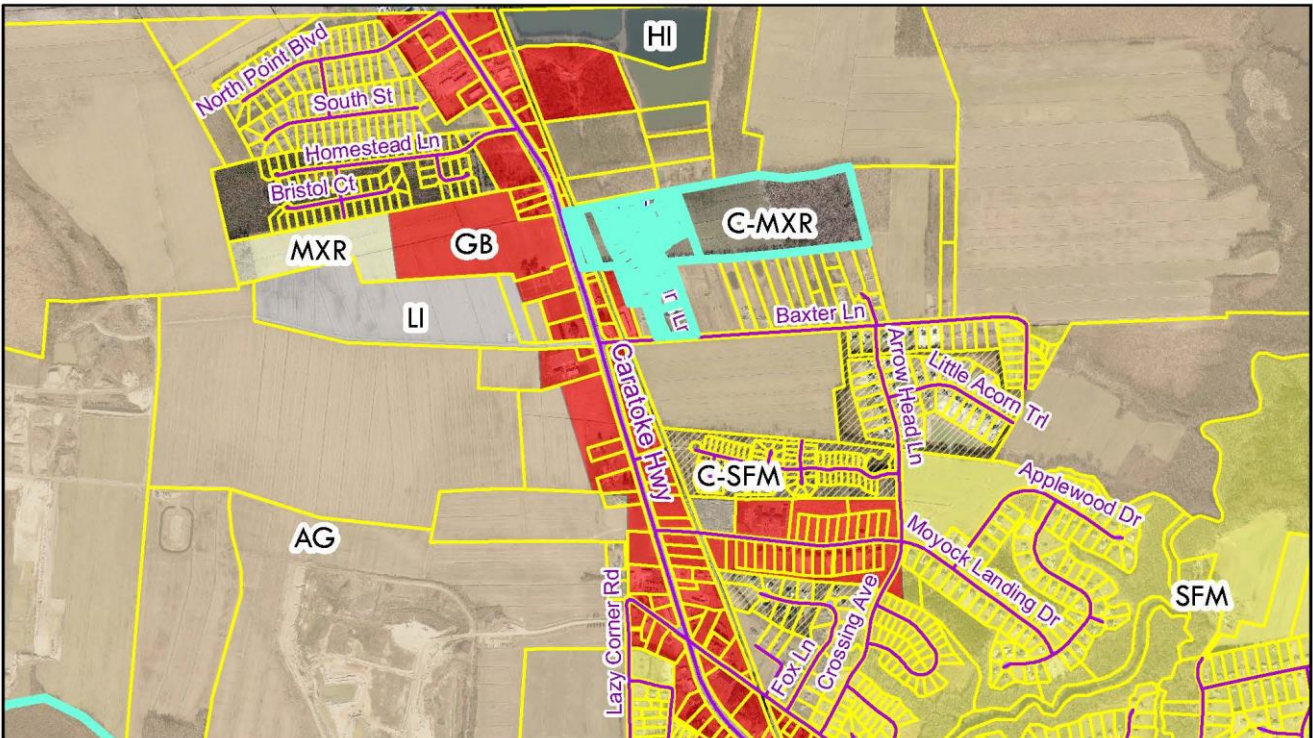 HI
North Point Blvd
South St
Homestead Ln
Bristol Ct
C-MXR
MXR
GB
LI
Baxter Ln
Caratoke Hwy
Arrow Head Ln
Little Acorn Trl
C-SFM
Applewood Dr
AG
Moyock Landing Dr
SFM
Lazy Corner Rd
Fox Ln
Crossing Ave